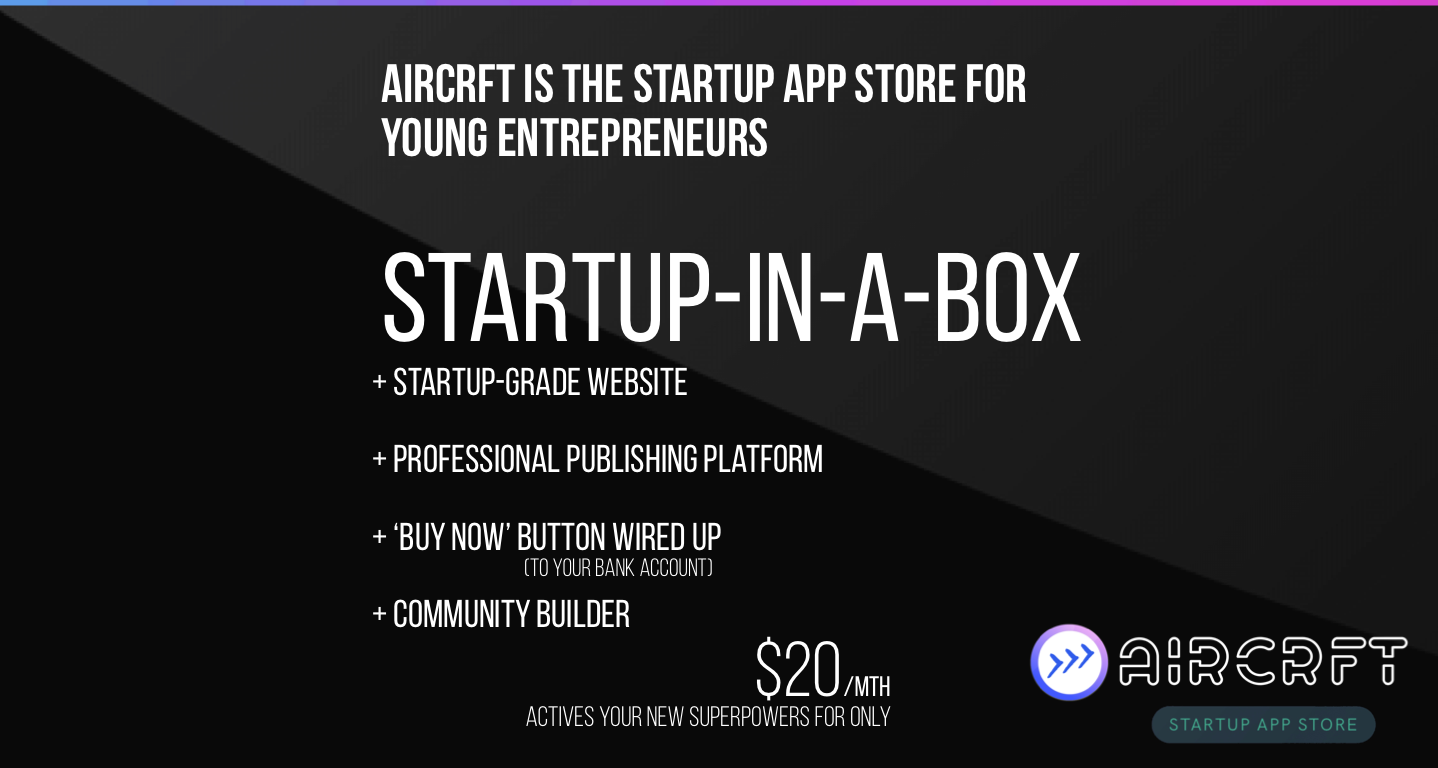 AIRCRFT IS THE STARTUP APP STORE FOR
YOUNG ENTREPRENEURS
STARTUP-IN-A-BOX
+ STARTUP-GRADE WEBSITE
+ PROFESSIONAL PUBLISHING PLATFORM
+ ‘BUY NOW’ BUTTON WIRED UP
(TO YOUR BANK ACCOUNT)
+ COMMUNITY BUILDER
$20/MTH
ACTIVES YOUR NEW SUPERPOWERS FOR ONLY
AIRCRFT
STARTUP APP STORE